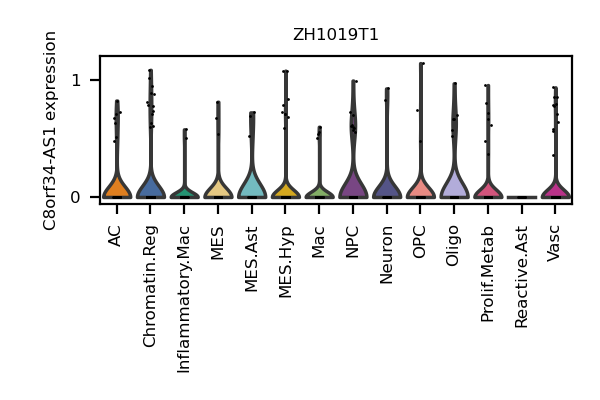 ZH1019T1
C8orf34-AS1 expression
1
0
AC
Chromatin.Reg
Inflammatory.Mac
MES
MES.Ast
MES.Hyp
Mac
NPC
Neuron
OPC
Oligo
Prolif.Metab
Reactive.Ast
Vasc